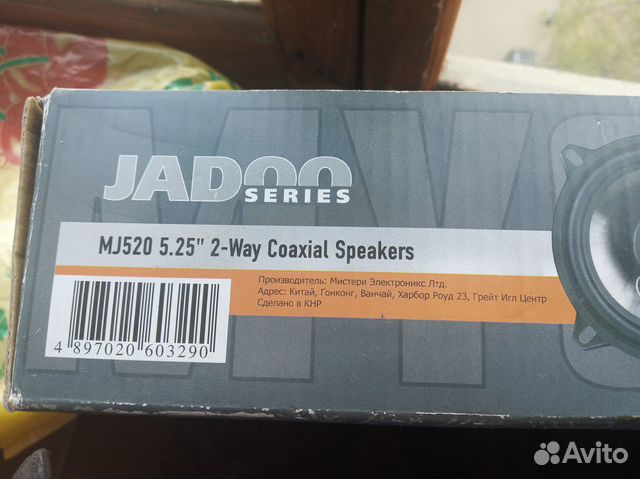 JADOO
SERIES
MJ520 5.25" 2-Way Coaxial Speakers
Производитель: Мистери Электроникс Лтд.
Адрес: Китай, Гонконг, Ванчай, Харбор Роуд 23, Грейт Игл Центр
Сделано в КНР
4 897020 603290
Avito